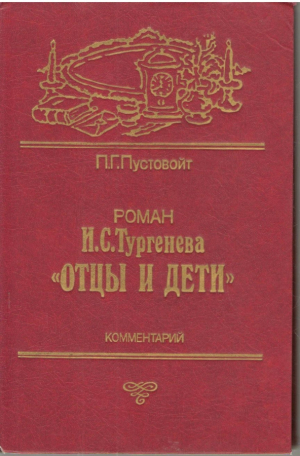 П.Г.Пустовойт
РОМАН
И.С.Тургенева
«ОТЦЫ И ДЕТИ»
КОММЕНТАРИЙ